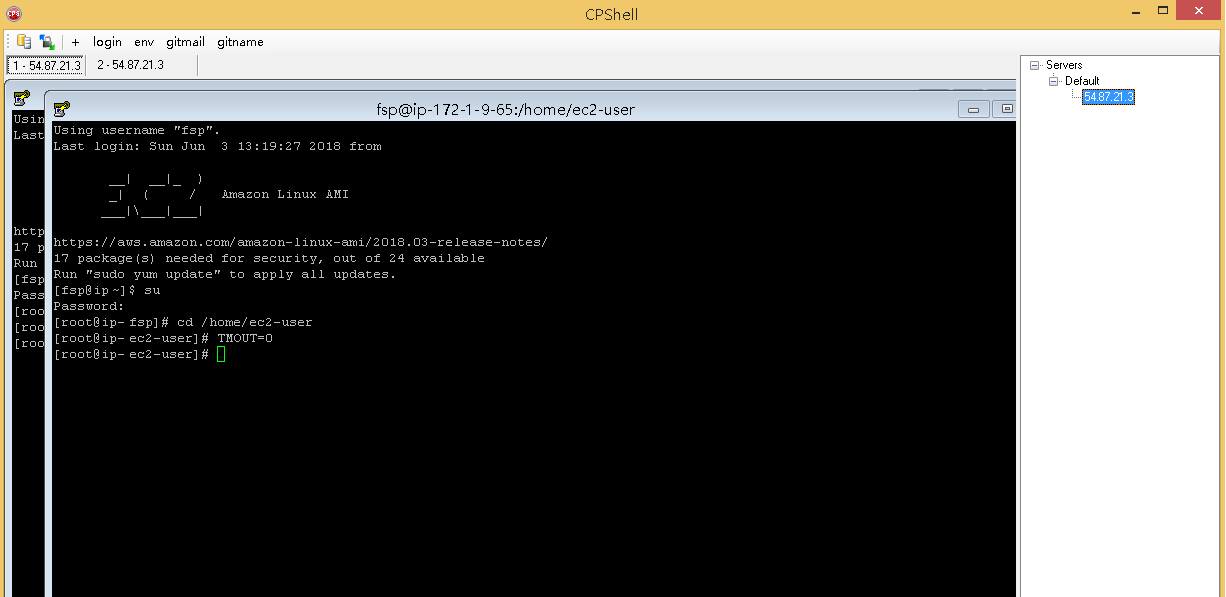 CPS
CPShell
+ login env gitmail gitname
1 - 54.87.21.3 2 - 54.87.21.3
Servers
Default
54.87.21.3
Usin
Last
http
17 p
Run
[fsp
Pass
[roo
[roo
[roo
fsp@ip-172-1-9-65:/home/ec2-user
Using username "fsp".
Last login: Sun Jun  3 13:19:27 2018 from
       __|  __|_  )
       _|  (     /   Amazon Linux AMI
      ___|\___|___|
https://aws.amazon.com/amazon-linux-ami/2018.03-release-notes/
17 package(s) needed for security, out of 24 available
Run "sudo yum update" to apply all updates.
[fsp@ip ~]$ su
Password:
[root@ip- fsp]# cd /home/ec2-user
[root@ip- ec2-user]# TMOUT=0
[root@ip- ec2-user]#